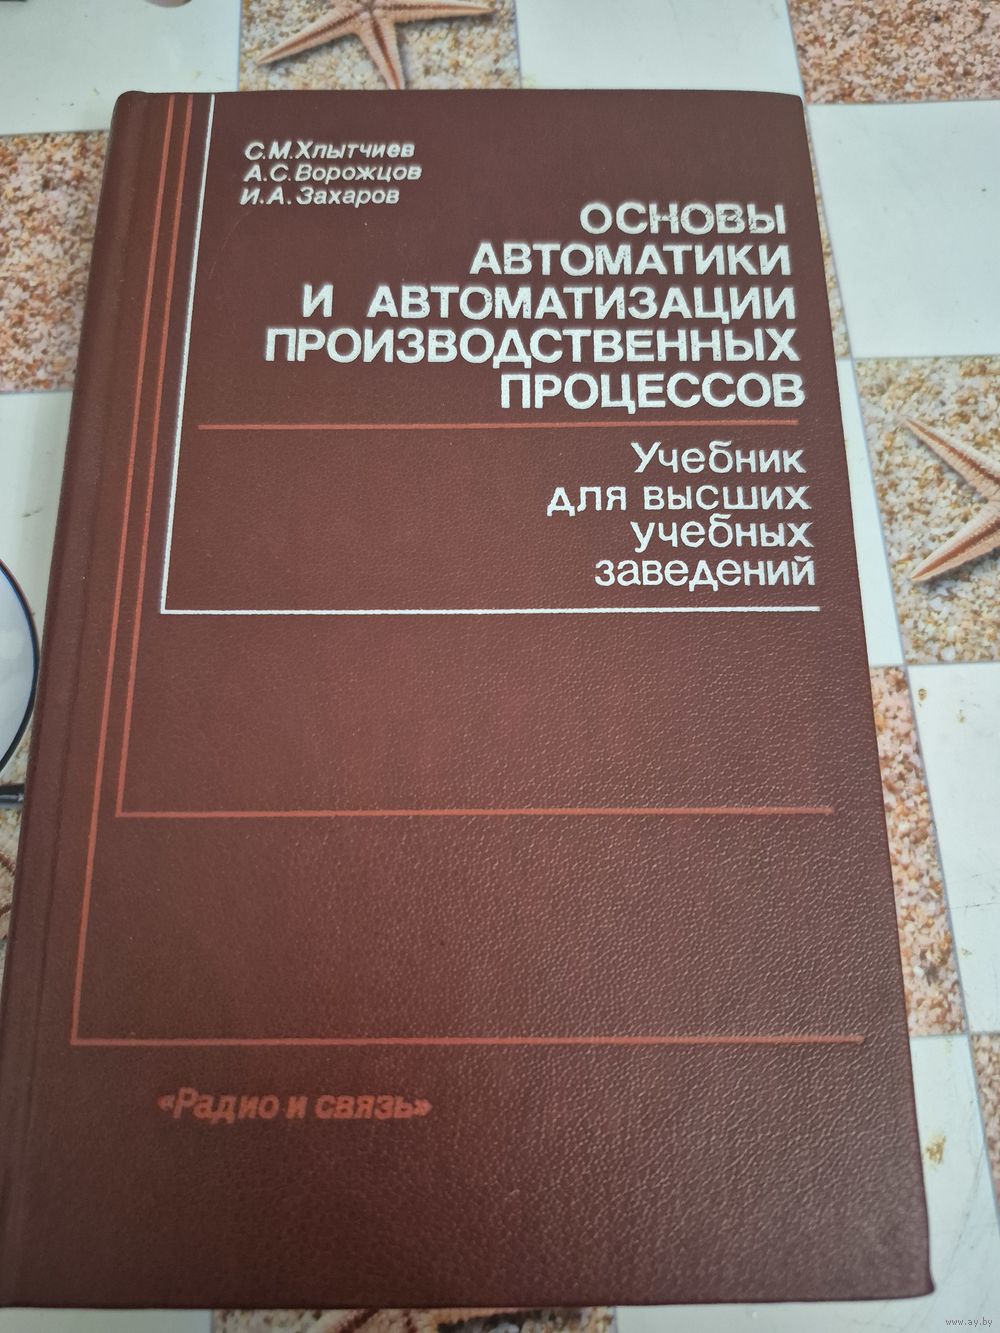 С.М.Хлытчиев
А.С.Ворожцов
И.А.Захаров
ОСНОВЫ
АВТОМАТИКИ
И АВТОМАТИЗАЦИИ
ПРОИЗВОДСТВЕННЫХ
ПРОЦЕССОВ
Учебник
для высших
учебных
заведений
«Радио и связь»
www.ay.by